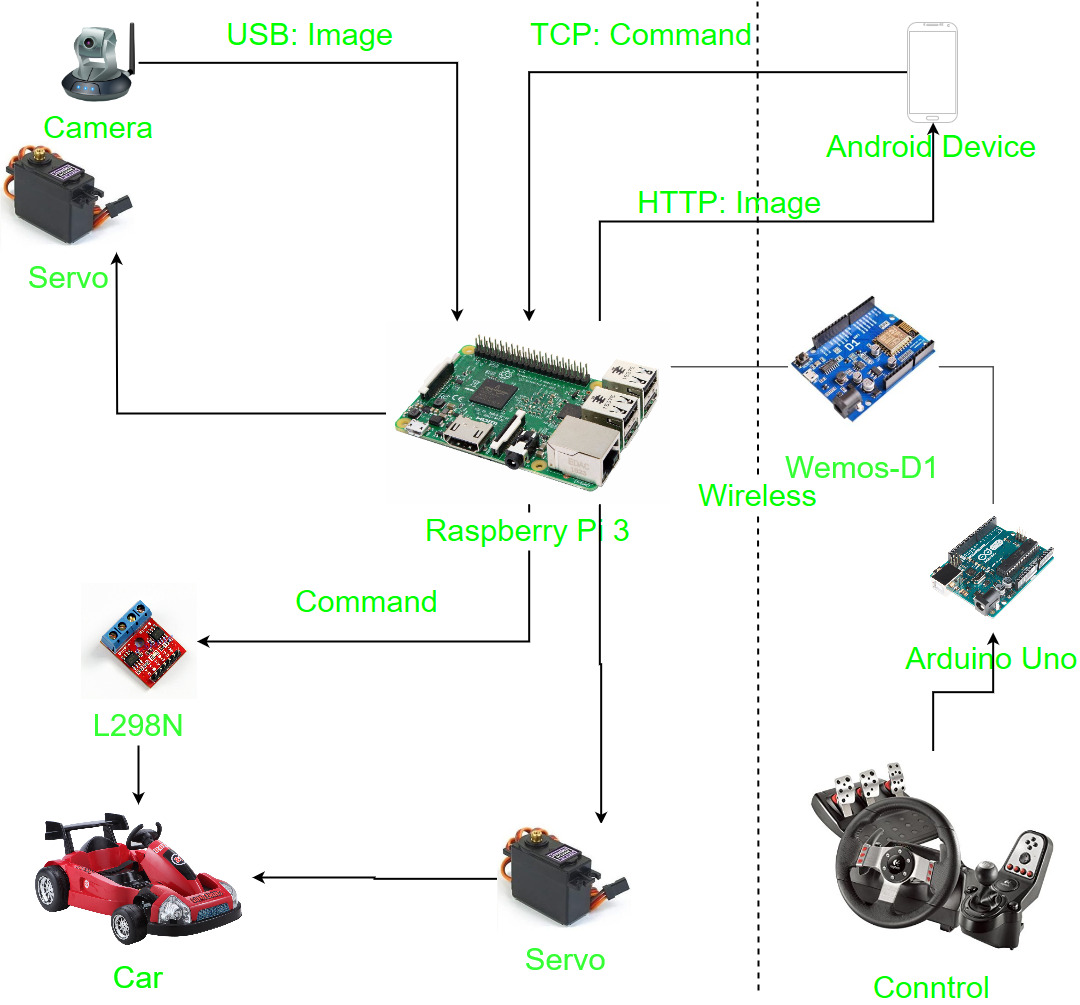 USB: Image
TCP: Command
Camera
Android Device
HTTP: Image
Servo
D1
Wemos-D1
Wireless
Raspberry Pi 3
Command
Arduino Uno
L298N
Servo
Car
Conntrol